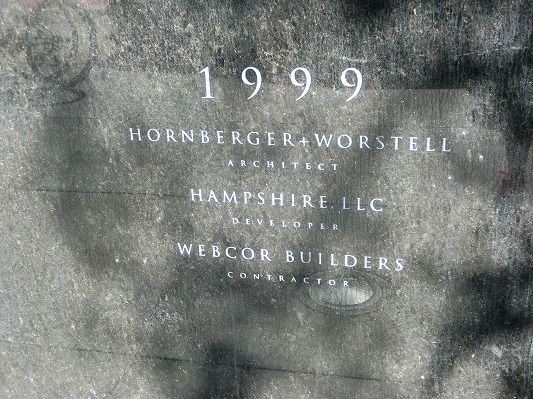 1999
HORNBERGER+WORSTELL
ARCHITECT
HAMPSHIRE, LLC
DEVELOPER
WEBCOR BUILDERS
CONTRACTOR